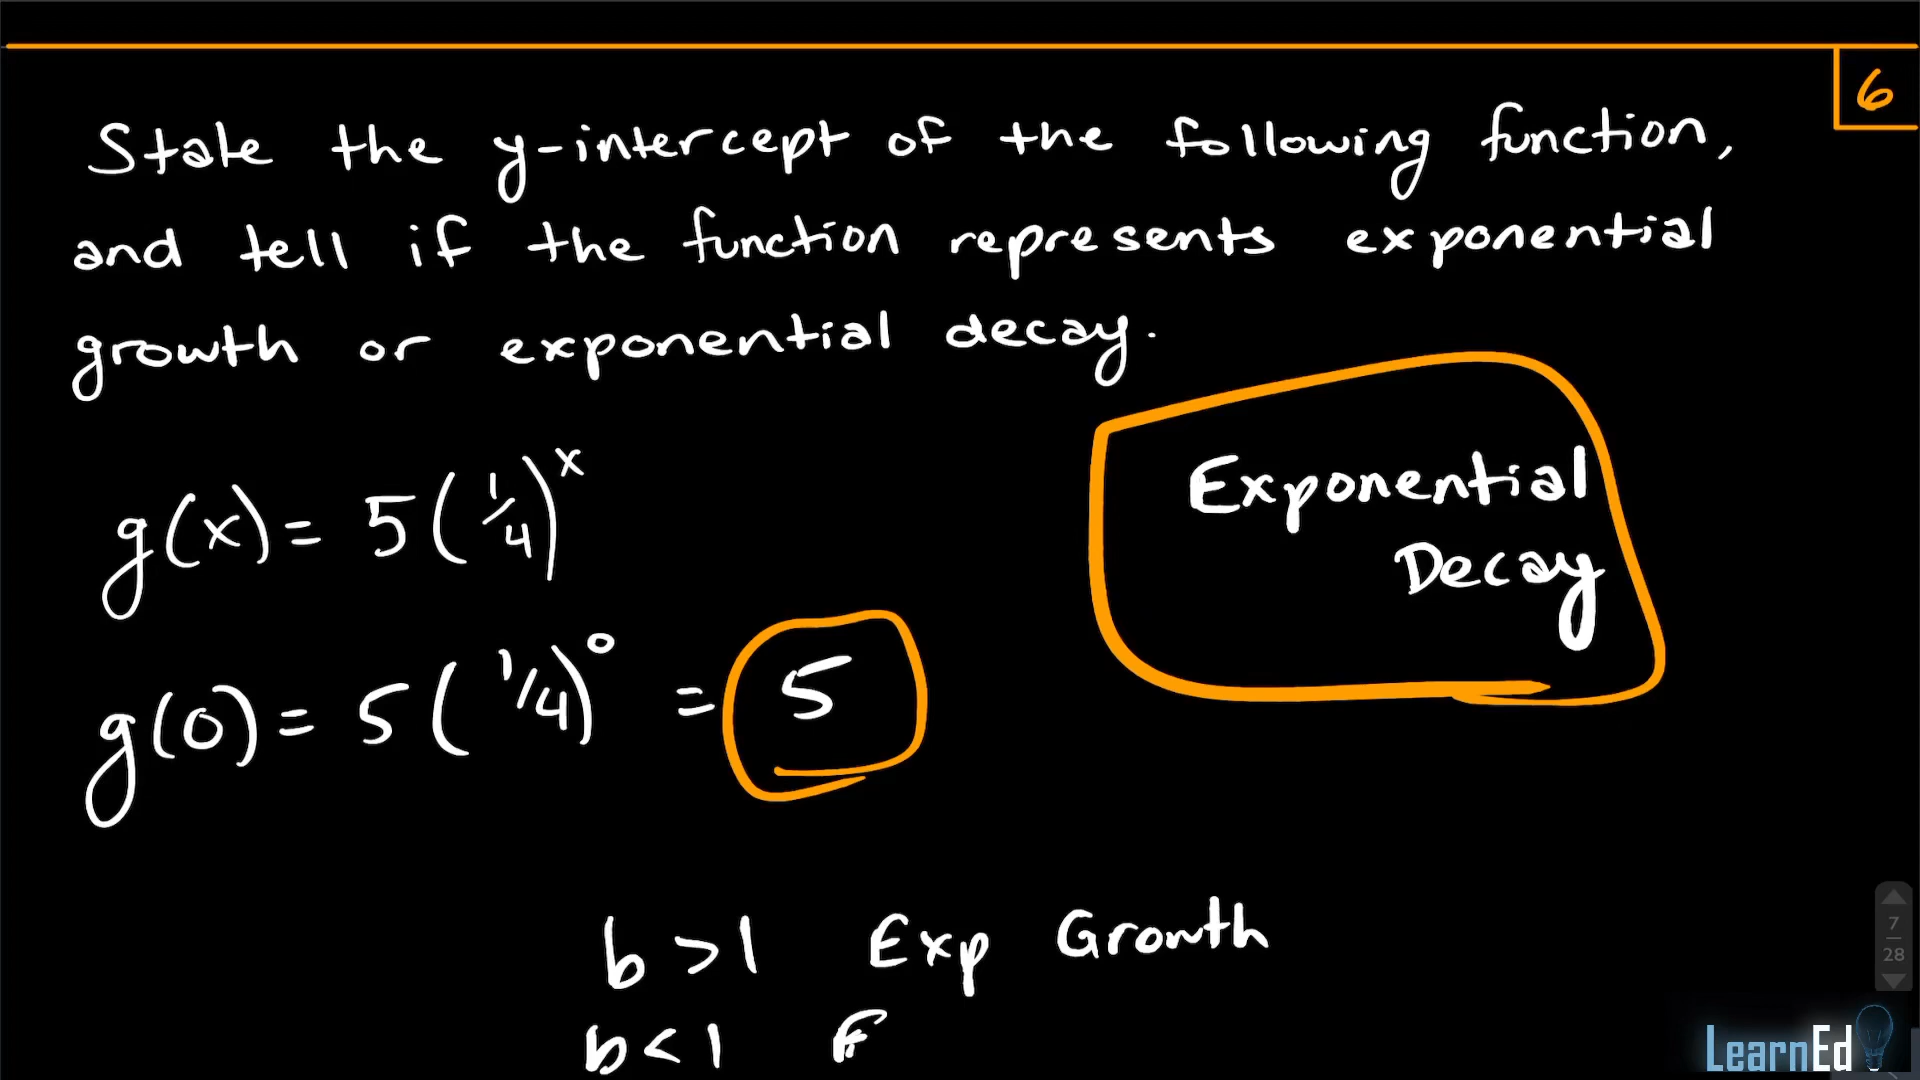 6
State the y-intercept of the following function,
and tell if the function represents exponential
growth or exponential decay.
g(x) = 5(1/4)^x
Exponential
Decay
g(0) = 5(1/4)^0 = 5
b > 1 Exp Growth
b < 1 E
7
28
LearnEd